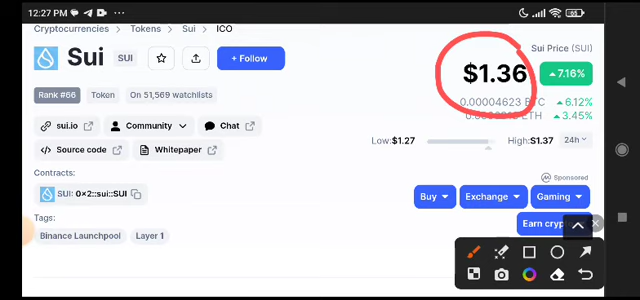 12:27 PM
65
Cryptocurrencies > Tokens > Sui > ICO
Sui SUI
+ Follow
Sui Price (SUI)
$1.36 7.16%
0.00004623 BTC 6.12%
ETH 3.45%
Rank #66 Token On 51,569 watchlists
sui.io Community Chat
Source code Whitepaper
Low: $1.27 High: $1.37 24h
Contracts:
SUI: 0x2::sui::SUI
Sponsored
Buy Exchange Gaming
Earn cryp
Tags:
Binance Launchpool Layer 1